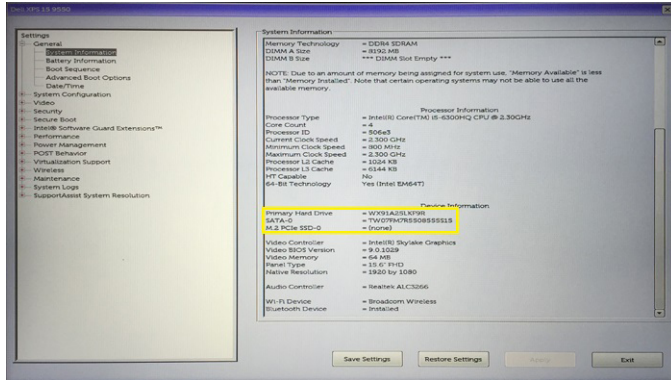 Dell XPS 15 9550
Settings
General
System Information
Battery Information
Boot Sequence
Advanced Boot Options
Date/Time
System Configuration
Video
Security
Secure Boot
Intel® Software Guard Extensions™
Performance
Power Management
POST Behavior
Virtualization Support
Wireless
Maintenance
System Logs
SupportAssist System Resolution
System Information
Memory Technology = DDR4 SDRAM
DIMM A Size = 8192 MB
DIMM B Size *** DIMM Slot Empty ***
NOTE: Due to an amount of memory being assigned for system use, "Memory Available" is less
than "Memory Installed". Note that certain operating systems may not be able to use all the
available memory.
Processor Information
Processor Type = Intel(R) Core(TM) i5-6300HQ CPU @ 2.30GHz
Core Count = 4
Processor ID = 506e3
Current Clock Speed = 2.300 GHz
Minimum Clock Speed = 800 MHz
Maximum Clock Speed = 2.300 GHz
Processor L2 Cache = 1024 KB
Processor L3 Cache = 6144 KB
HT Capable No
64-Bit Technology Yes (Intel EM64T)
Device Information
Primary Hard Drive
SATA-0
M.2 PCIe SSD-0 = (none)
Video Controller = Intel(R) Skylake Graphics
Video BIOS Version = 9.0.1029
Video Memory = 64 MB
Panel Type = 15.6" FHD
Native Resolution = 1920 by 1080
Audio Controller = Realtek ALC3266
Wi-Fi Device = Broadcom Wireless
Bluetooth Device = Installed
Save Settings
Restore Settings
Apply
Exit